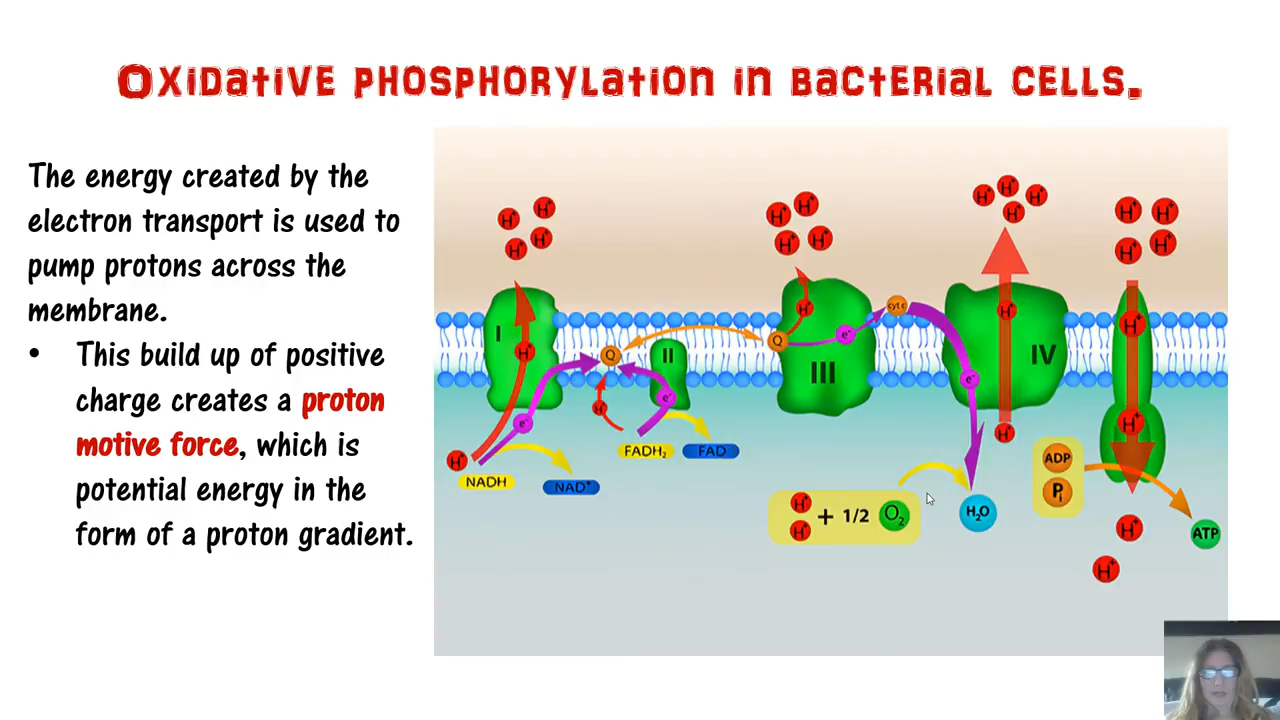 Oxidative phosphorylation in bacterial cells.
The energy created by the
electron transport is used to
pump protons across the
membrane.
• This build up of positive
charge creates a proton
motive force, which is
potential energy in the
form of a proton gradient.
H⁺ H⁺ H⁺ H⁺
H⁺ H⁺ H⁺ H⁺
H⁺ H⁺ H⁺ H⁺
H⁺ H⁺ H⁺ H⁺
I
H⁺
Q
II
e⁻
H
e⁻
H⁺
NADH
NAD⁺
FADH₂
FAD
Q
H⁺
e⁻
cyt c
III
H⁺
IV
e⁻
H⁺
H⁺
H⁺
ADP
Pi
H⁺
H⁺
+ 1/2 O₂
H₂O
ATP
H⁺
H⁺